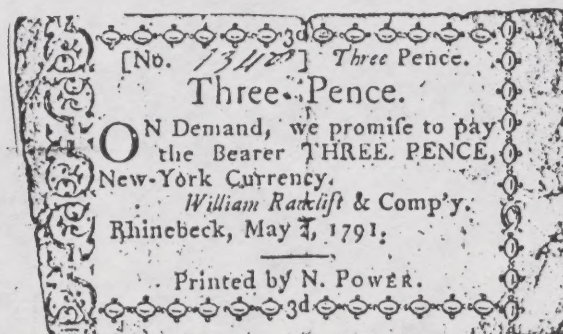 3d
[No. ] Three Pence.
Three Pence.
ON Demand, we promiſe to pay
the Bearer THREE PENCE,
New-York Currency.
William & Comp'y.
Rhinebeck, May , 1791.
Printed by N. POWER.
3d